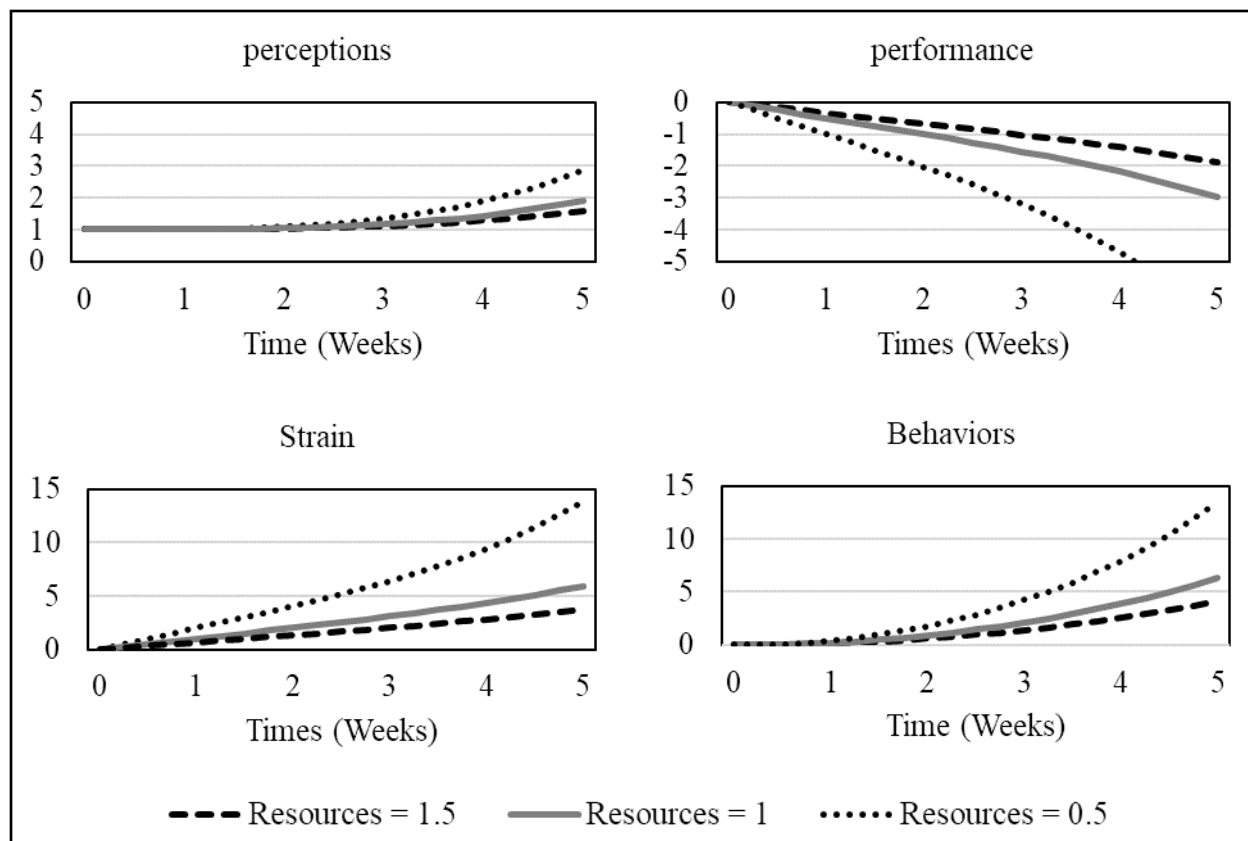 perceptions
5
4
3
2
1
0
0 1 2 3 4 5
Time (Weeks)
performance
0
-1
-2
-3
-4
-5
0 1 2 3 4 5
Times (Weeks)
Strain
15
10
5
0
0 1 2 3 4 5
Times (Weeks)
Behaviors
15
10
5
0
0 1 2 3 4 5
Time (Weeks)
Resources = 1.5 Resources = 1 Resources = 0.5